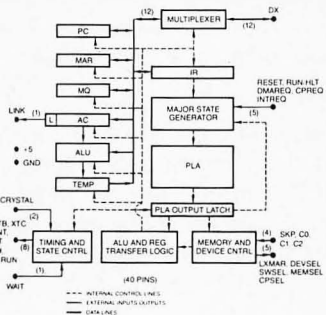 (12)
MULTIPLEXER
DX
(12)
PC
MAR
IR
MQ
RESET, RUN-HLT
DMAREQ, CPREQ
INTREQ
(5)
MAJOR STATE
GENERATOR
LINK
(1)
L
AC
+5
GND
ALU
PLA
TEMP
CRYSTAL
(2)
PLA OUTPUT LATCH
TB, XTC
NT,
T
(8)
RUN
TIMING AND
STATE CNTRL
ALU AND REG
TRANSFER LOGIC
MEMORY AND
DEVICE CNTRL
(4)
SKP, C0,
C1, C2
(5)
LXMAR, DEVSEL
SWSEL, MEMSEL
CPSEL
(1)
WAIT
(40 PINS)
INTERNAL CONTROL LINES
EXTERNAL INPUTS OUTPUTS
DATA LINES